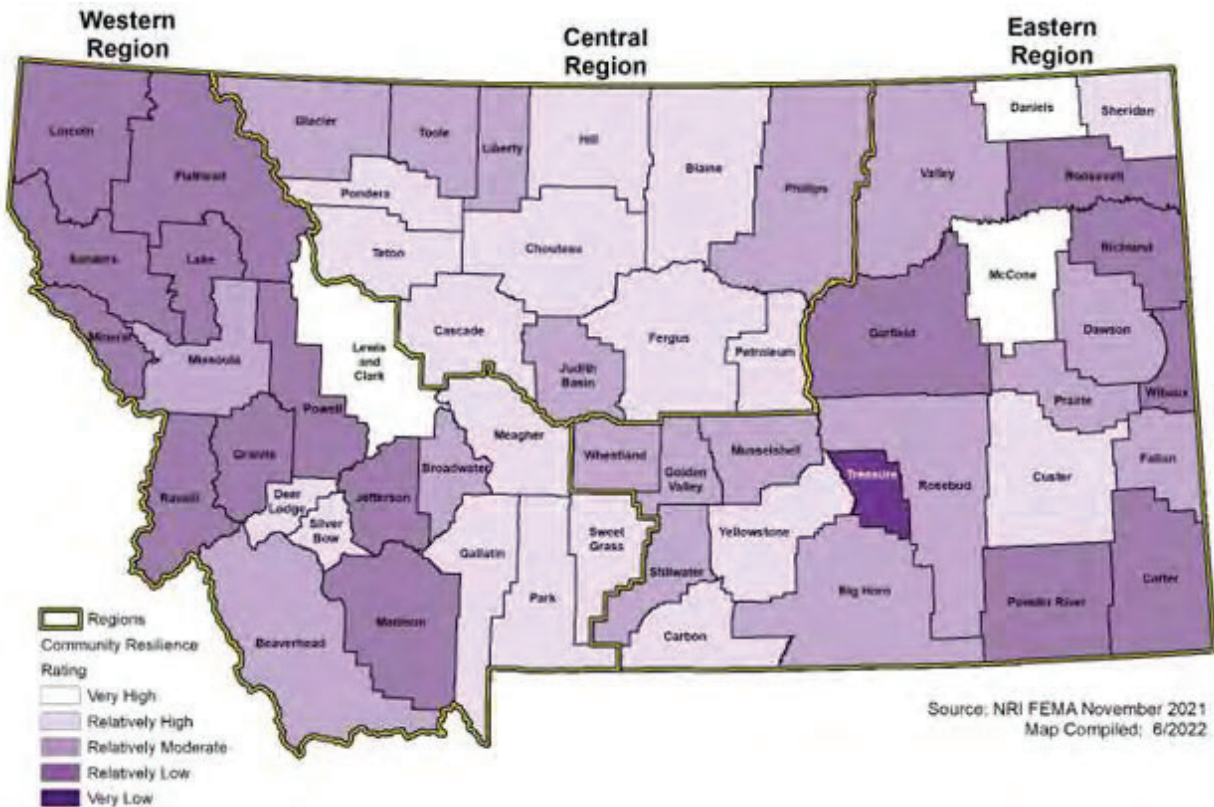 Western
Region
Central
Region
Eastern
Region
Lincoln
Flathead
Glacier
Toole
Liberty
Hill
Blaine
Phillips
Valley
Daniels
Sheridan
Roosevelt
Pondera
Teton
Chouteau
Sanders
Lake
McCone
Richland
Garfield
Dawson
Mineral
Missoula
Lewis
and
Clark
Cascade
Judith
Basin
Fergus
Petroleum
Prairie
Wibaux
Powell
Meagher
Wheatland
Golden
Valley
Musselshell
Treasure
Rosebud
Custer
Fallon
Ravalli
Granite
Deer
Lodge
Silver
Bow
Jefferson
Broadwater
Gallatin
Park
Sweet
Grass
Stillwater
Yellowstone
Big Horn
Powder River
Carter
Beaverhead
Madison
Carbon
Regions
Community Resilience
Rating
Very High
Relatively High
Relatively Moderate
Relatively Low
Very Low
Source: NRI FEMA November 2021
Map Compiled: 6/2022